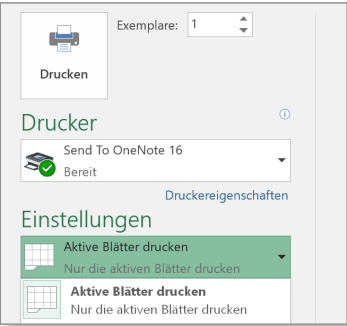 Exemplare: 1
Drucken
Drucker
Send To OneNote 16
Bereit
Druckereigenschaften
Einstellungen
Aktive Blätter drucken
Nur die aktiven Blätter drucken
Aktive Blätter drucken
Nur die aktiven Blätter drucken